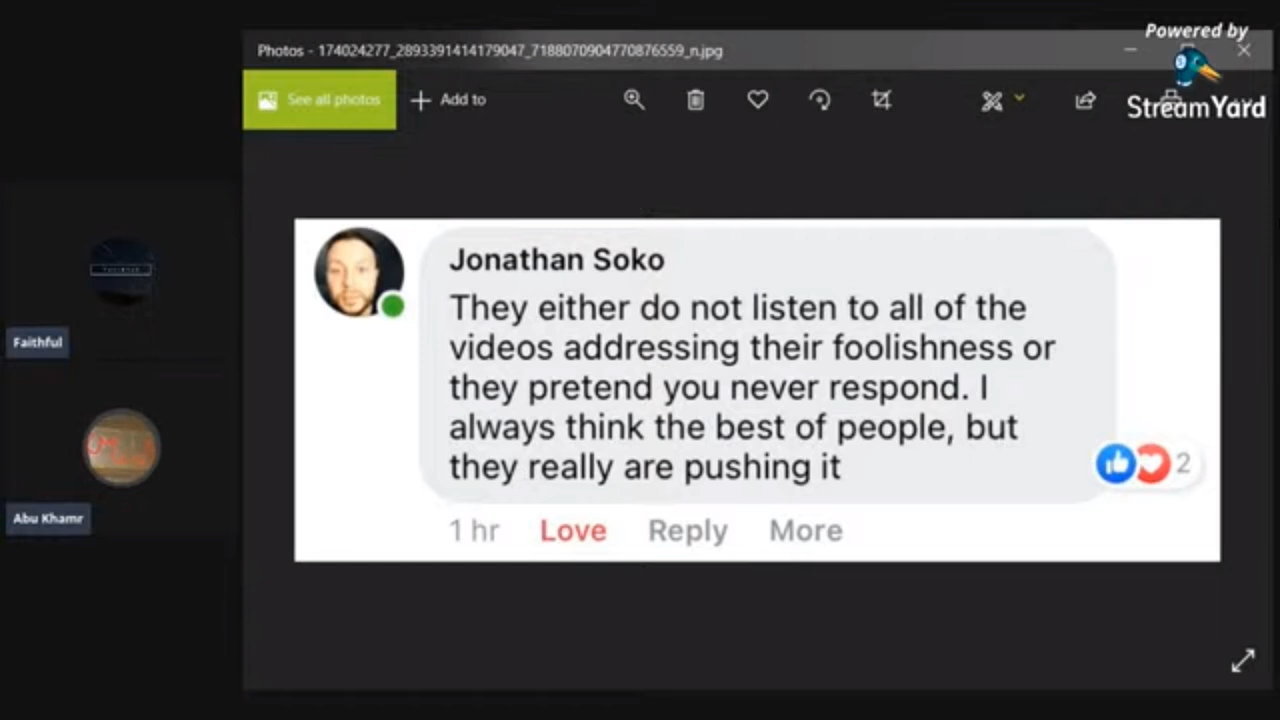 Powered by
StreamYard
Photos - 174024277_2893391414179047_7188070904770876559_n.jpg
See all photos
Add to
Faithful
Abu Khamr
Jonathan Soko
They either do not listen to all of the
videos addressing their foolishness or
they pretend you never respond. I
always think the best of people, but
they really are pushing it
2
1 hr Love Reply More